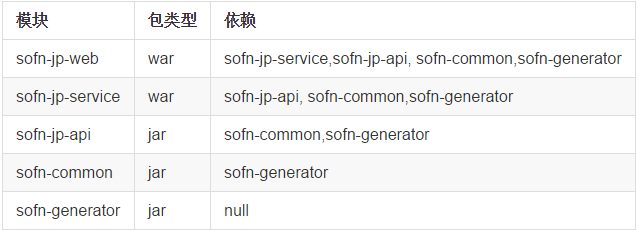 模块 包类型 依赖
sofn-jp-web war sofn-jp-service,sofn-jp-api, sofn-common,sofn-generator
sofn-jp-service war sofn-jp-api, sofn-common,sofn-generator
sofn-jp-api jar sofn-common,sofn-generator
sofn-common jar sofn-generator
sofn-generator jar null